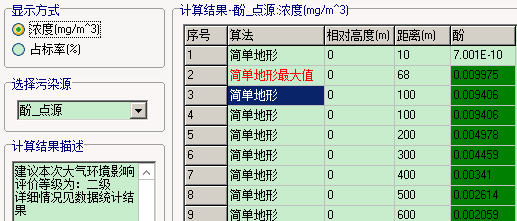 显示方式
浓度(mg/m^3)
占标率(%)
选择污染源
酚_点源
计算结果描述
建议本次大气环境影响
评价等级为：二级
详细情况见数据统计结
果
计算结果-酚_点源:浓度(mg/m^3)
序号 算法 相对高度(m) 距离(m) 酚
1 简单地形 0 10 7.001E-10
2 简单地形最大值 0 68 0.009975
3 简单地形 0 100 0.009406
4 简单地形 0 100 0.009406
5 简单地形 0 200 0.004978
6 简单地形 0 300 0.004459
7 简单地形 0 400 0.00341
8 简单地形 0 500 0.002614
9 简单地形 0 600 0.002059